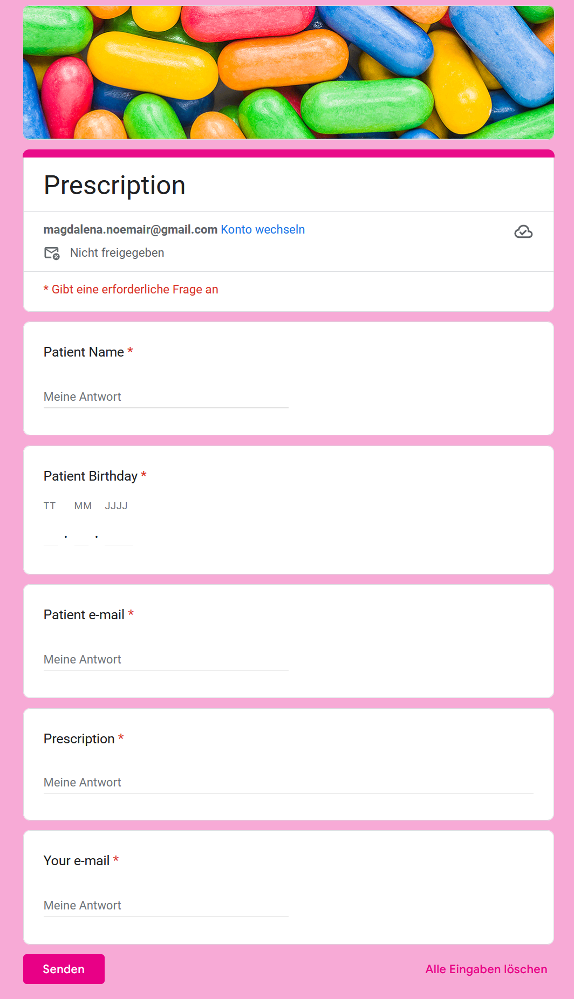 Prescription
magdalena.noemair@gmail.com Konto wechseln
Nicht freigegeben
* Gibt eine erforderliche Frage an
Patient Name *
Meine Antwort
Patient Birthday *
TT MM JJJJ
. .
Patient e-mail *
Meine Antwort
Prescription *
Meine Antwort
Your e-mail *
Meine Antwort
Senden Alle Eingaben löschen